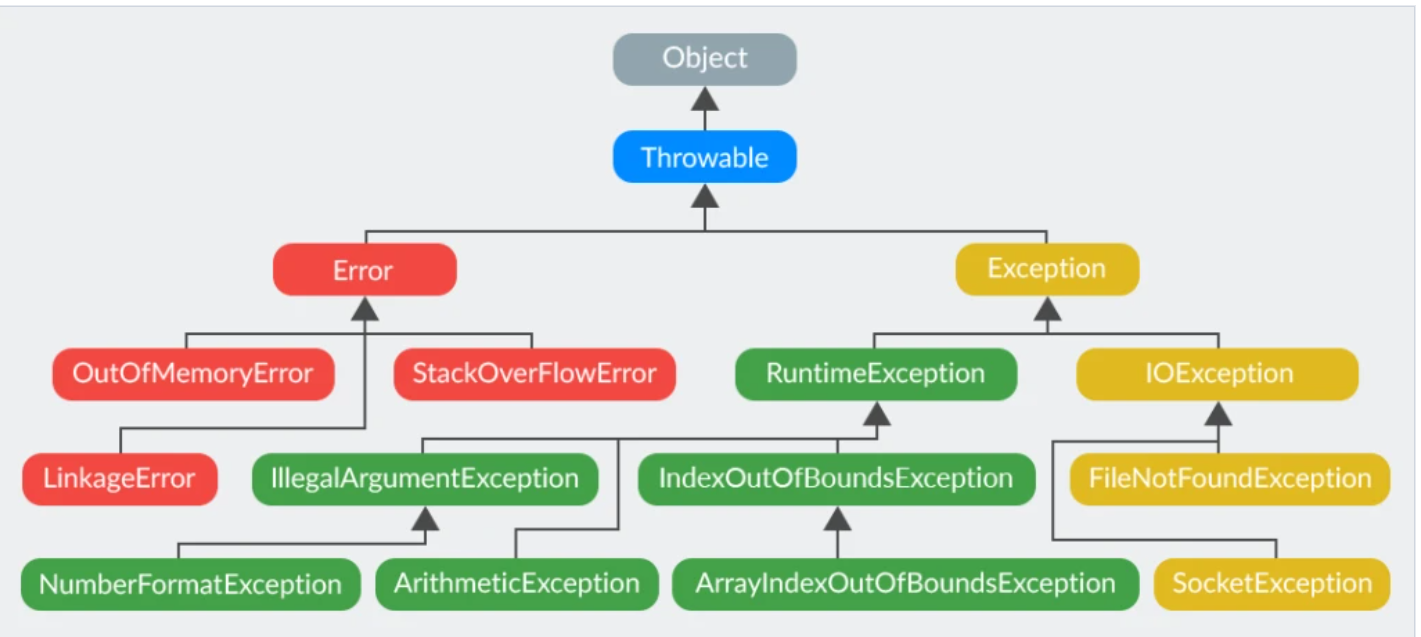 Object
Throwable
Error
Exception
OutOfMemoryError
StackOverFlowError
RuntimeException
IOException
LinkageError
IllegalArgumentException
IndexOutOfBoundsException
FileNotFoundException
NumberFormatException
ArithmeticException
ArrayIndexOutOfBoundsException
SocketException